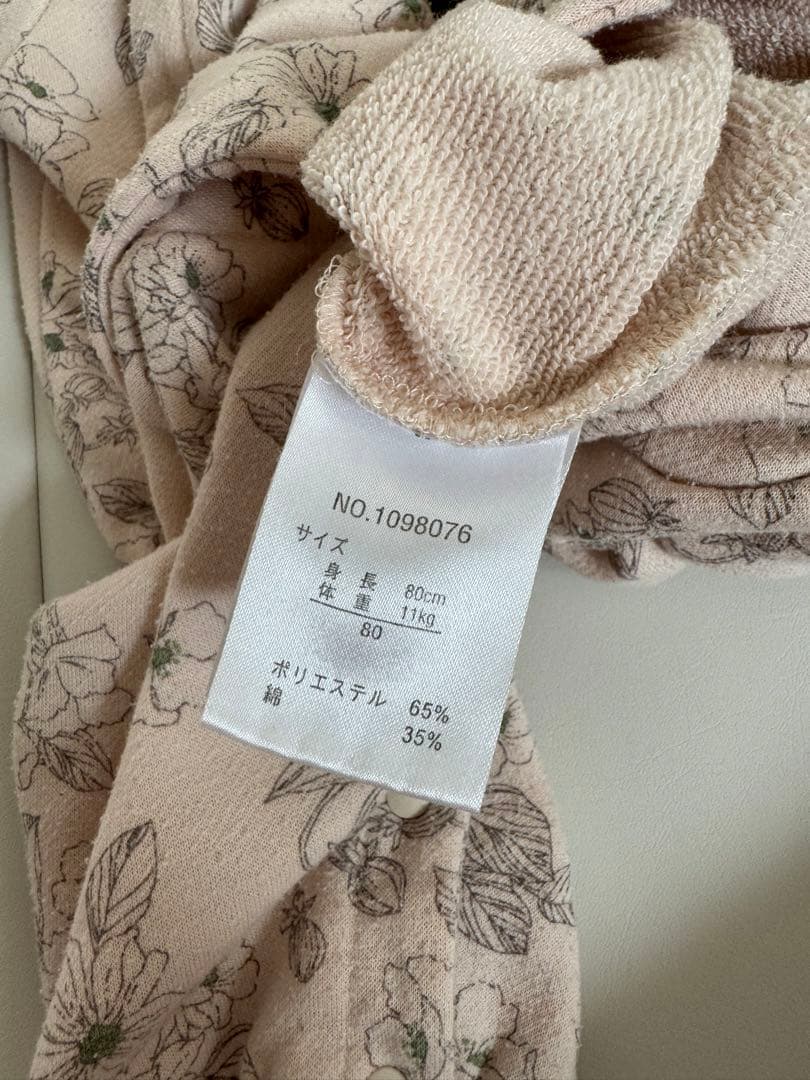 NO.1098076
サイズ
身長 80cm
体重 11kg
80
ポリエステル 65%
綿 35%